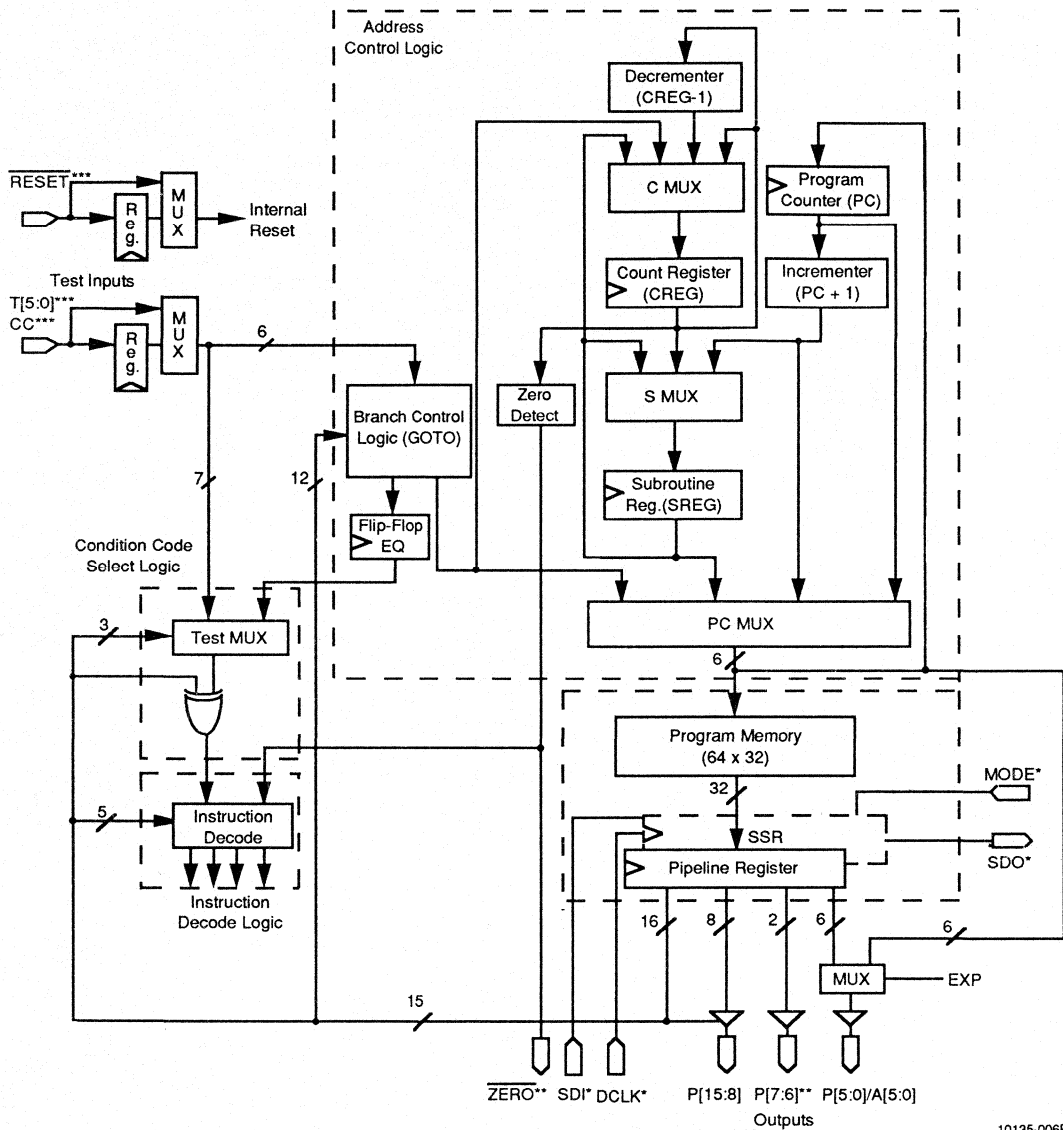 Address
Control Logic
Decrementer
(CREG-1)
RESET***
Reg.
MUX
Internal
Reset
C MUX
Program
Counter (PC)
Count Register
(CREG)
Incrementer
(PC + 1)
Test Inputs
T[5:0]***
CC***
Reg.
MUX
6
Branch Control
Logic (GOTO)
Zero
Detect
S MUX
7
12
Subroutine
Reg.(SREG)
Flip-Flop
EQ
Condition Code
Select Logic
3
Test MUX
PC MUX
6
Program Memory
(64 x 32)
32
MODE*
5
Instruction
Decode
SSR
SDO*
Pipeline Register
Instruction
Decode Logic
16
8
2
6
6
MUX
EXP
15
ZERO**
SDI*
DCLK*
P[15:8]
P[7:6]**
P[5:0]/A[5:0]
Outputs